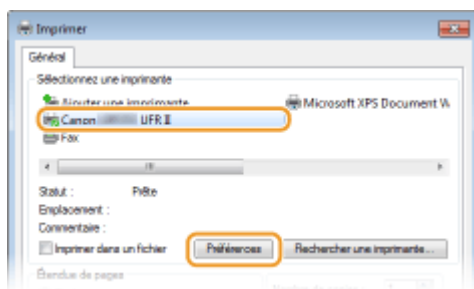 Imprimer
Général
Sélectionnez une imprimante
Ajouter une imprimante
Microsoft XPS Document W
Canon UFR II
Fax
Statut : Prête
Emplacement :
Commentaire :
Imprimer dans un fichier
Préférences
Rechercher une imprimante...
Étendue de pages